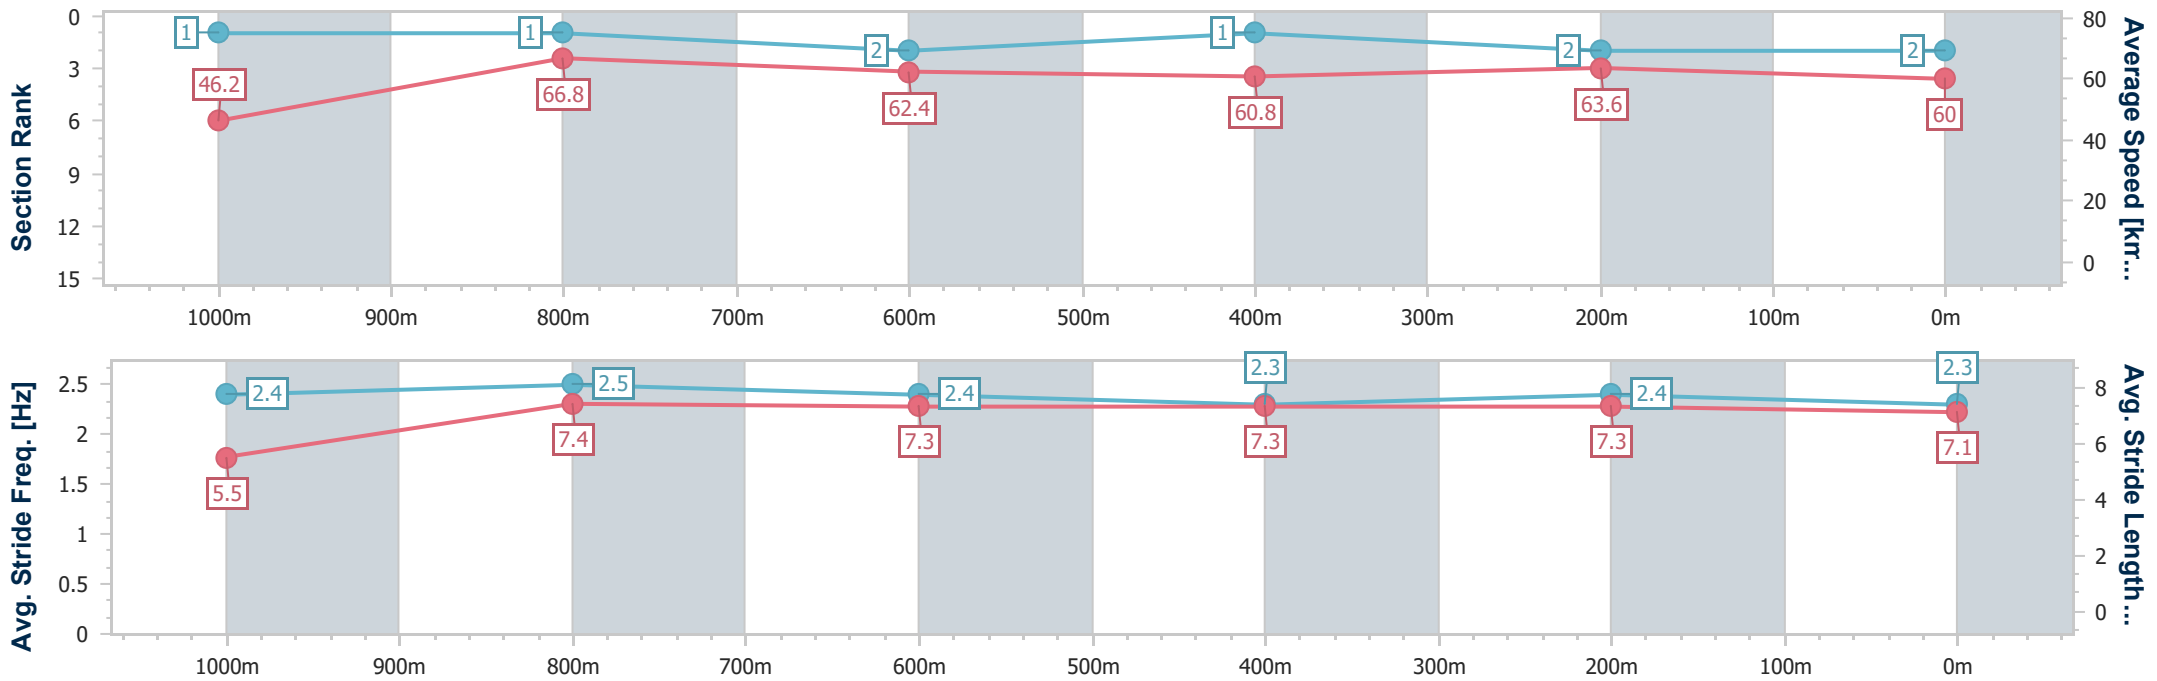 Section Rank
0
3
6
9
12
15
1
1
2
1
2
2
46.2
66.8
62.4
60.8
63.6
60
80
60
40
20
0
Average Speed [km...
1000m
900m
800m
700m
600m
500m
400m
300m
200m
100m
0m
Avg. Stride Freq. [Hz]
2.5
2
1.5
1
0.5
0
2.4
2.5
2.4
2.3
2.4
2.3
5.5
7.4
7.3
7.3
7.3
7.1
8
6
4
2
0
Avg. Stride Length...
1000m
900m
800m
700m
600m
500m
400m
300m
200m
100m
0m